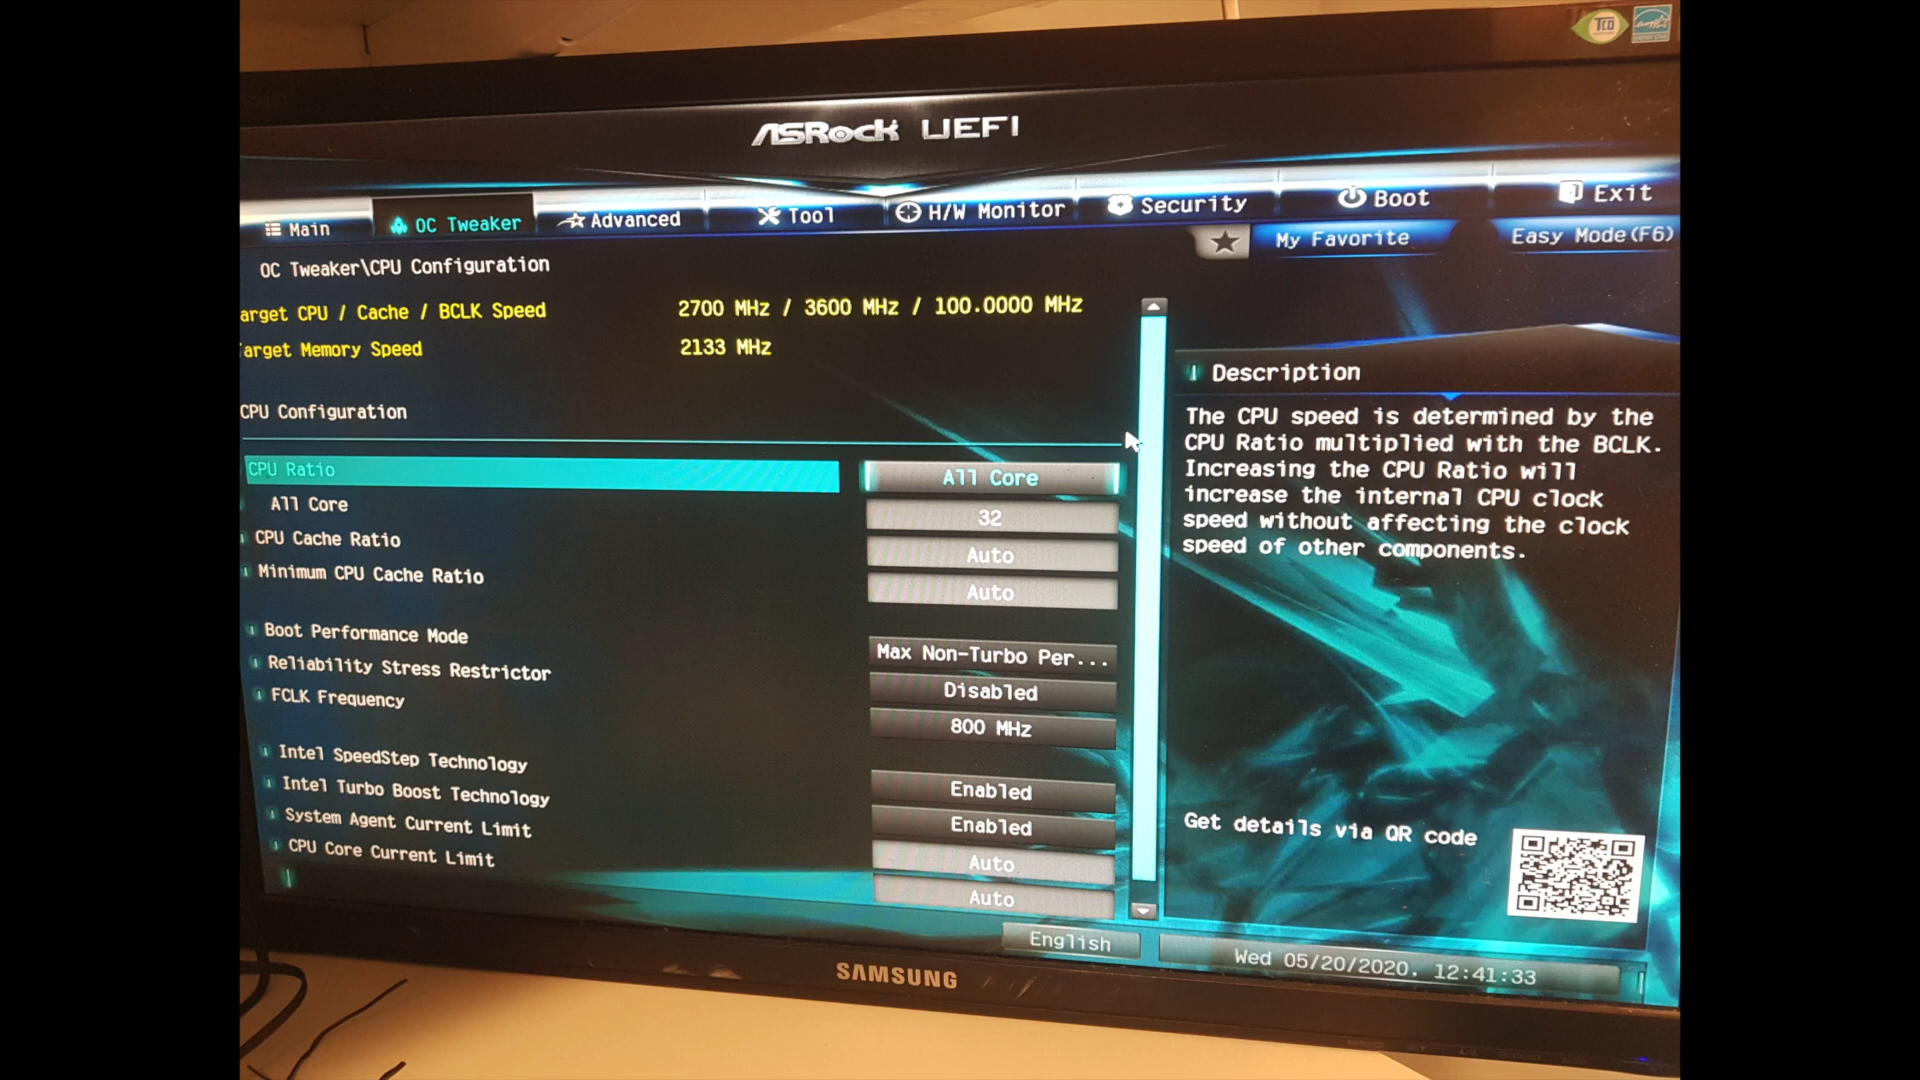 TCO
ASRock UEFI
Main
OC Tweaker
Advanced
Tool
H/W Monitor
Security
Boot
Exit
My Favorite
Easy Mode(F6)
OC Tweaker\CPU Configuration
arget CPU / Cache / BCLK Speed 2700 MHz / 3600 MHz / 100.0000 MHz
arget Memory Speed 2133 MHz
CPU Configuration
CPU Ratio All Core
All Core 32
CPU Cache Ratio Auto
Minimum CPU Cache Ratio Auto
Boot Performance Mode Max Non-Turbo Per...
Reliability Stress Restrictor Disabled
FCLK Frequency 800 MHz
Intel SpeedStep Technology Enabled
Intel Turbo Boost Technology Enabled
System Agent Current Limit Auto
CPU Core Current Limit Auto
Description
The CPU speed is determined by the
CPU Ratio multiplied with the BCLK.
Increasing the CPU Ratio will
increase the internal CPU clock
speed without affecting the clock
speed of other components.
Get details via QR code
English
Wed 05/20/2020. 12:41:33
SAMSUNG